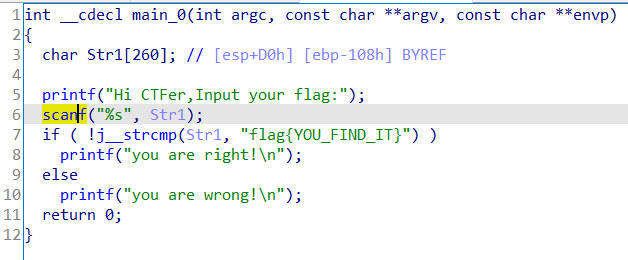 1 int __cdecl main_0(int argc, const char **argv, const char **envp)
2 {
3 char Str1[260]; // [esp+D0h] [ebp-108h] BYREF
4
5 printf("Hi CTFer,Input your flag:");
6 scanf("%s", Str1);
7 if ( !j__strcmp(Str1, "flag{YOU_FIND_IT}") )
8 printf("you are right!\n");
9 else
10 printf("you are wrong!\n");
11 return 0;
12 }